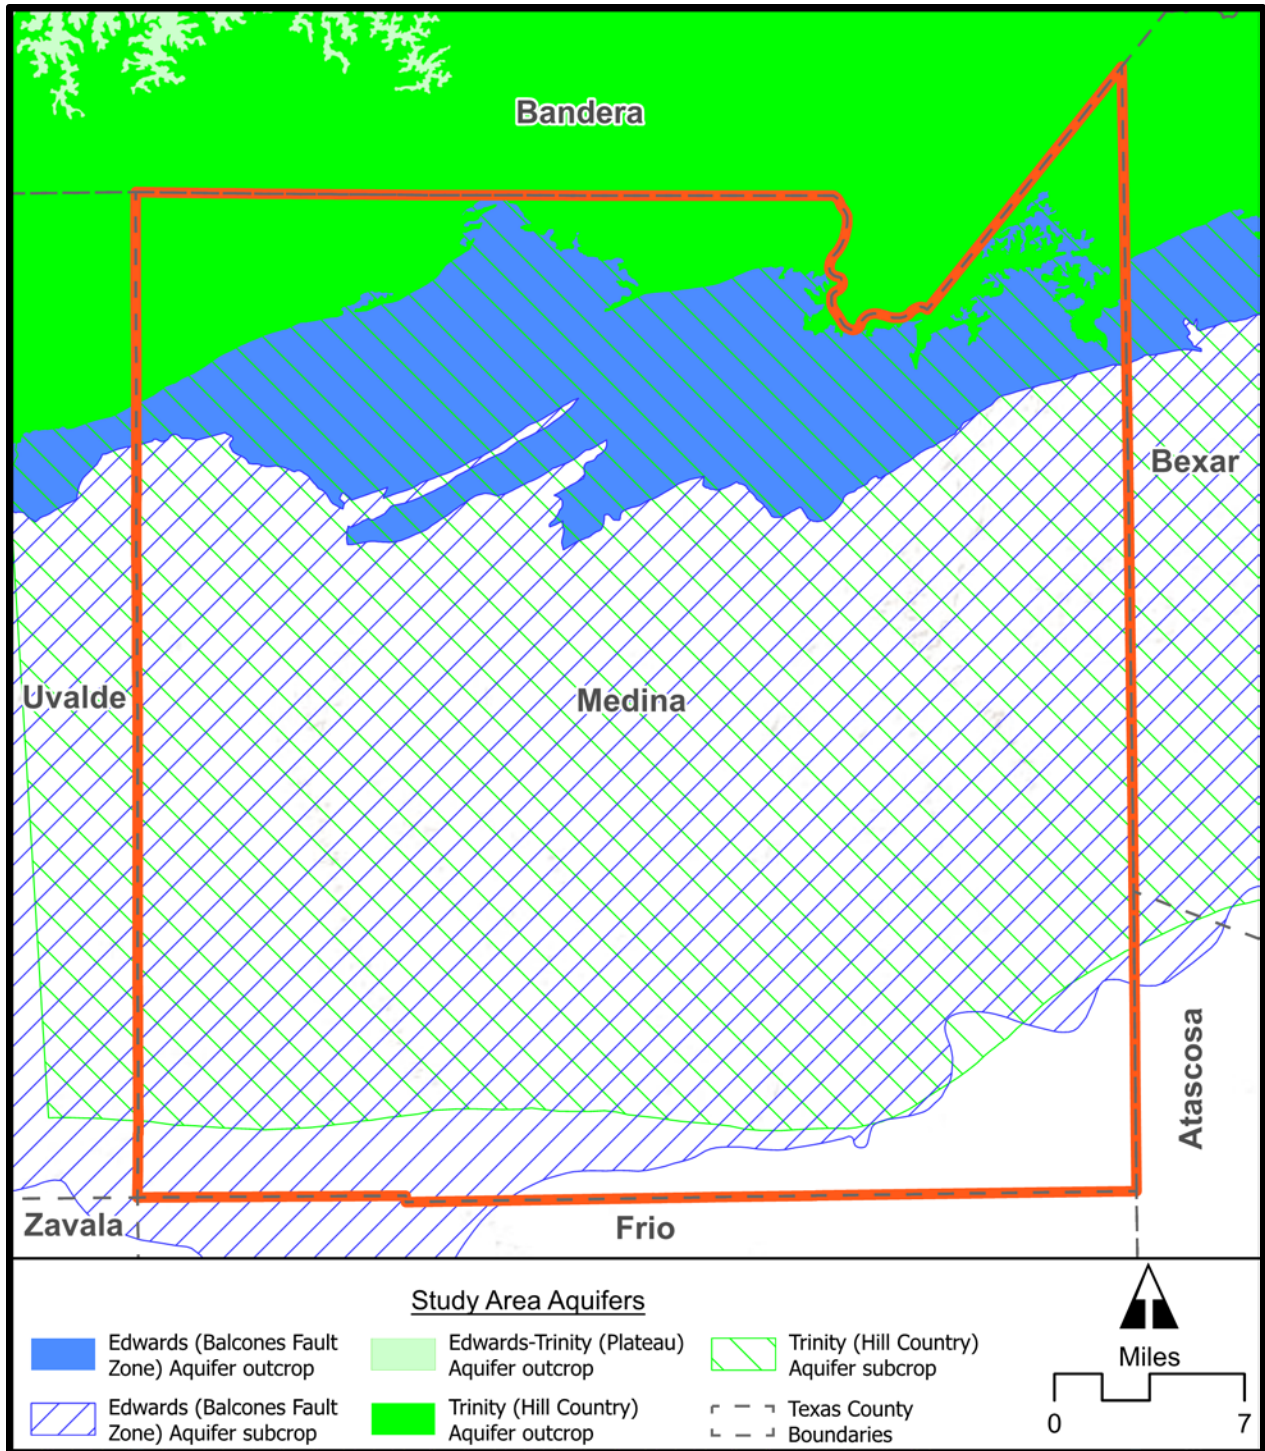 Bandera
Bexar
Uvalde
Medina
Atascosa
Zavala
Frio
Study Area Aquifers
Edwards (Balcones Fault
Zone) Aquifer outcrop
Edwards (Balcones Fault
Zone) Aquifer subcrop
Edwards-Trinity (Plateau)
Aquifer outcrop
Trinity (Hill Country)
Aquifer outcrop
Trinity (Hill Country)
Aquifer subcrop
Texas County
Boundaries
Miles
0 7